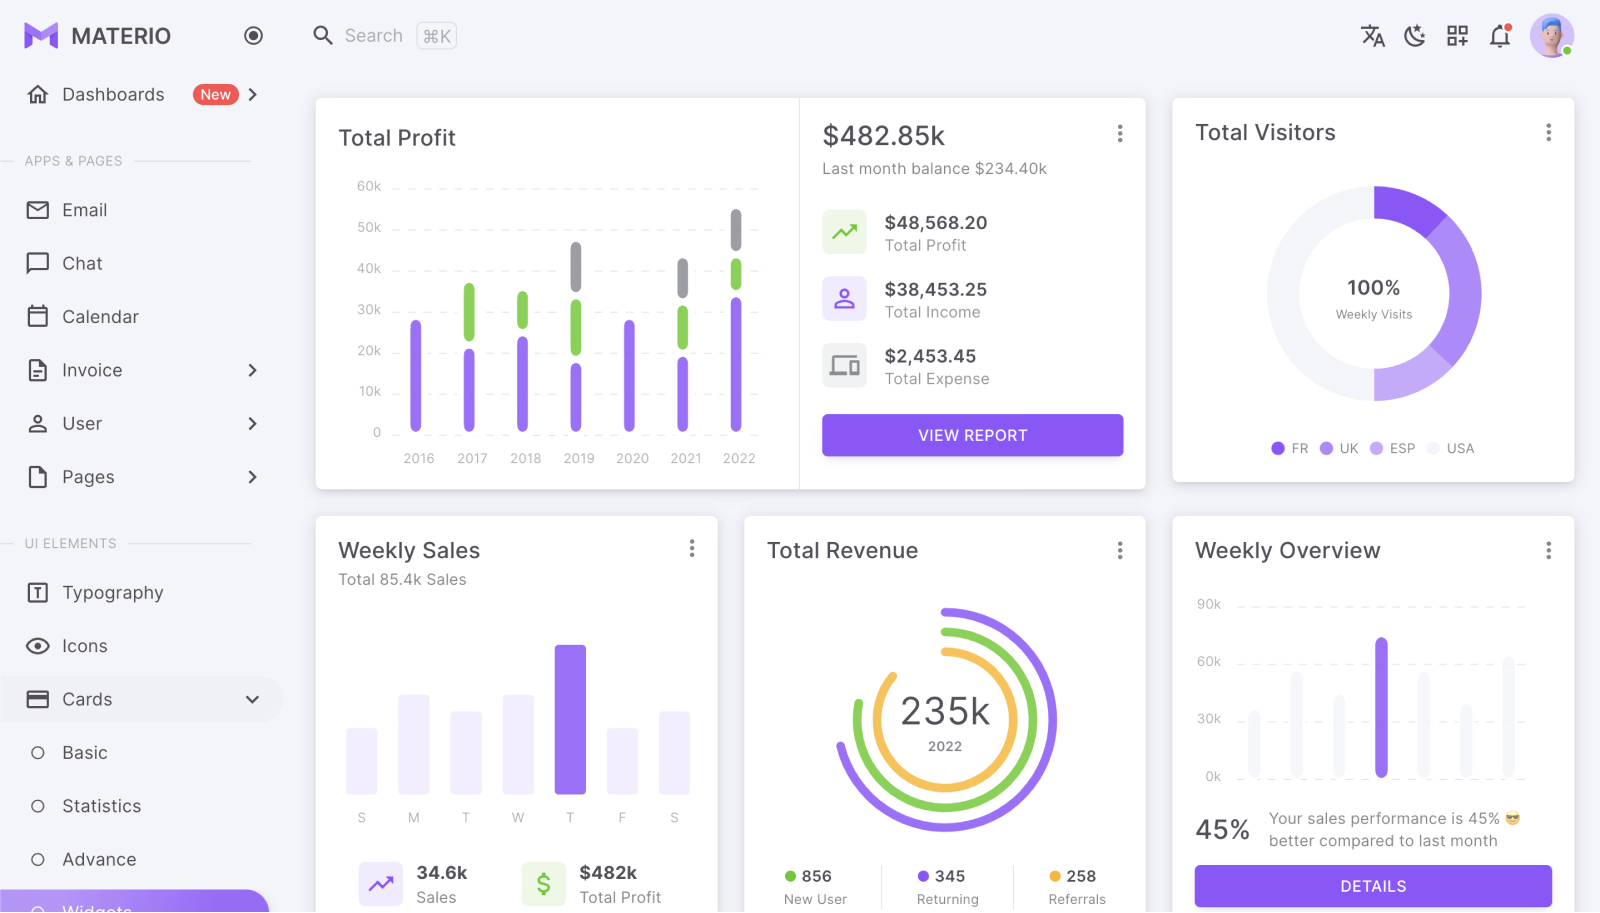 MATERIO
Search ⌘K
Dashboards New
APPS & PAGES
Email
Chat
Calendar
Invoice
User
Pages
UI ELEMENTS
Typography
Icons
Cards
Basic
Statistics
Advance
Widgets
Total Profit
60k
50k
40k
30k
20k
10k
0
2016 2017 2018 2019 2020 2021 2022
$482.85k
Last month balance $234.40k
$48,568.20
Total Profit
$38,453.25
Total Income
$2,453.45
Total Expense
VIEW REPORT
Total Visitors
100%
Weekly Visits
FR UK ESP USA
Weekly Sales
Total 85.4k Sales
S M T W T F S
34.6k
Sales
$482k
Total Profit
Total Revenue
235k
2022
856
New User
345
Returning
258
Referrals
Weekly Overview
90k
60k
30k
0k
45%
Your sales performance is 45% 😎
better compared to last month
DETAILS